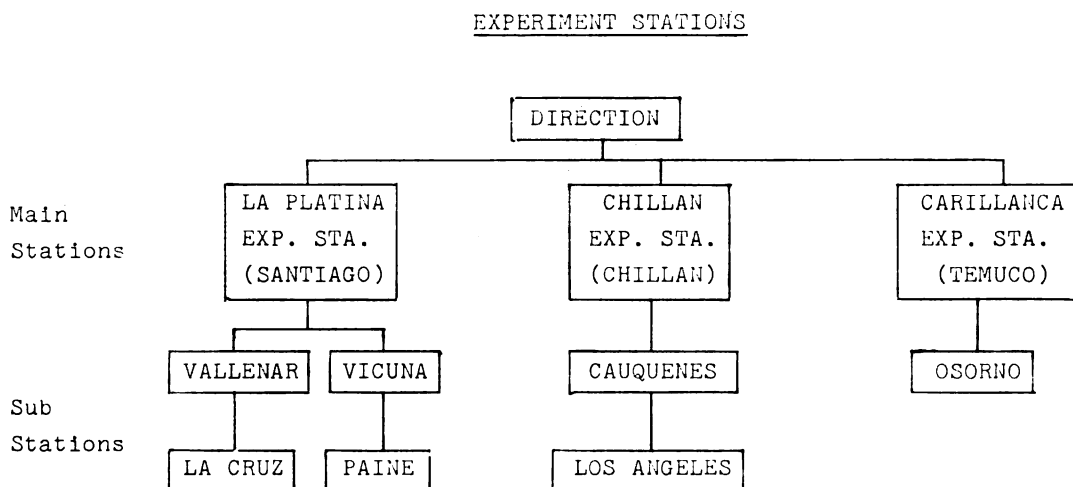 EXPERIMENT STATIONS
DIRECTION
Main
Stations
LA PLATINA
EXP. STA.
(SANTIAGO)
CHILLAN
EXP. STA.
(CHILLAN)
CARILLANCA
EXP. STA.
(TEMUCO)
Sub
Stations
VALLENAR
VICUNA
CAUQUENES
OSORNO
LA CRUZ
PAINE
LOS ANGELES